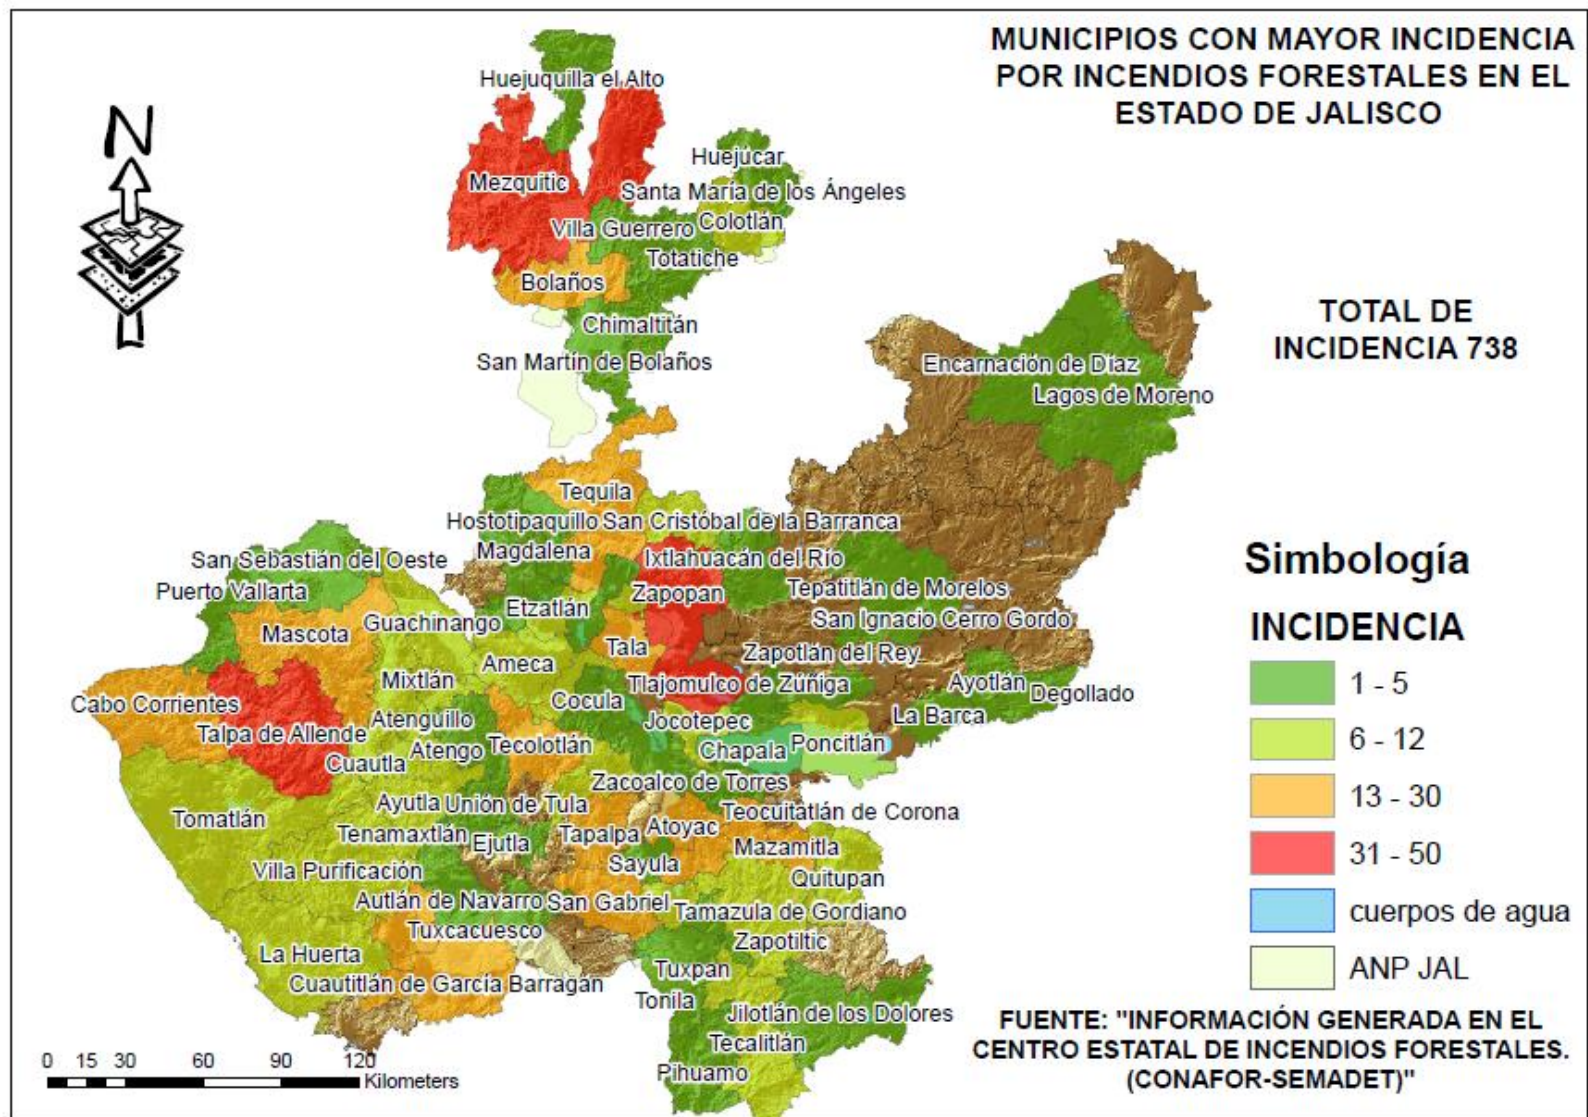 MUNICIPIOS CON MAYOR INCIDENCIA
POR INCENDIOS FORESTALES EN EL
ESTADO DE JALISCO
N
Huejuquilla el Alto
Huejúcar
Mezquitic
Santa María de los Ángeles
Villa Guerrero
Colotlán
Totatiche
Bolaños
Chimaltitán
San Martín de Bolaños
TOTAL DE
INCIDENCIA 738
Encarnación de Díaz
Lagos de Moreno
Tequila
Hostotipaquillo
San Cristóbal de la Barranca
Magdalena
Ixtlahuacán del Río
San Sebastián del Oeste
Puerto Vallarta
Zapopan
Tepatitlán de Morelos
Etzatlán
Guachinango
San Ignacio Cerro Gordo
Mascota
Tala
Zapotlán del Rey
Ameca
Mixtlán
Tlajomulco de Zúñiga
Ayotlán
Degollado
Cabo Corrientes
Cocula
La Barca
Atenguillo
Jocotepec
Talpa de Allende
Atengo
Tecolotlán
Chapala
Poncitlán
Cuautla
Zacoalco de Torres
Ayutla
Unión de Tula
Teocuitatlán de Corona
Tomatlán
Tenamaxtlán
Ejutla
Tapalpa
Atoyac
Mazamitla
Sayula
Villa Purificación
Quitupan
Autlán de Navarro
San Gabriel
Tamazula de Gordiano
Tuxcacuesco
Zapotiltic
La Huerta
Tuxpan
Cuautitlán de García Barragán
Tonila
Jilotlán de los Dolores
Tecalitlán
Pihuamo
Simbología
INCIDENCIA
1 - 5
6 - 12
13 - 30
31 - 50
cuerpos de agua
ANP JAL
FUENTE: "INFORMACIÓN GENERADA EN EL
CENTRO ESTATAL DE INCENDIOS FORESTALES.
(CONAFOR-SEMADET)"
0 15 30 60 90 120
Kilometers